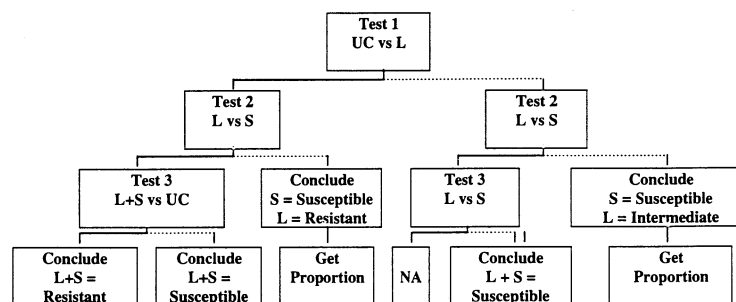 Test 1
UC vs L
Test 2
L vs S
Test 2
L vs S
Test 3
L+S vs UC
Conclude
S = Susceptible
L = Resistant
Test 3
L vs S
Conclude
S = Susceptible
L = Intermediate
Conclude
L+S =
Resistant
Conclude
L+S =
Susceptible
Get
Proportion
NA
Conclude
L + S =
Susceptible
Get
Proportion